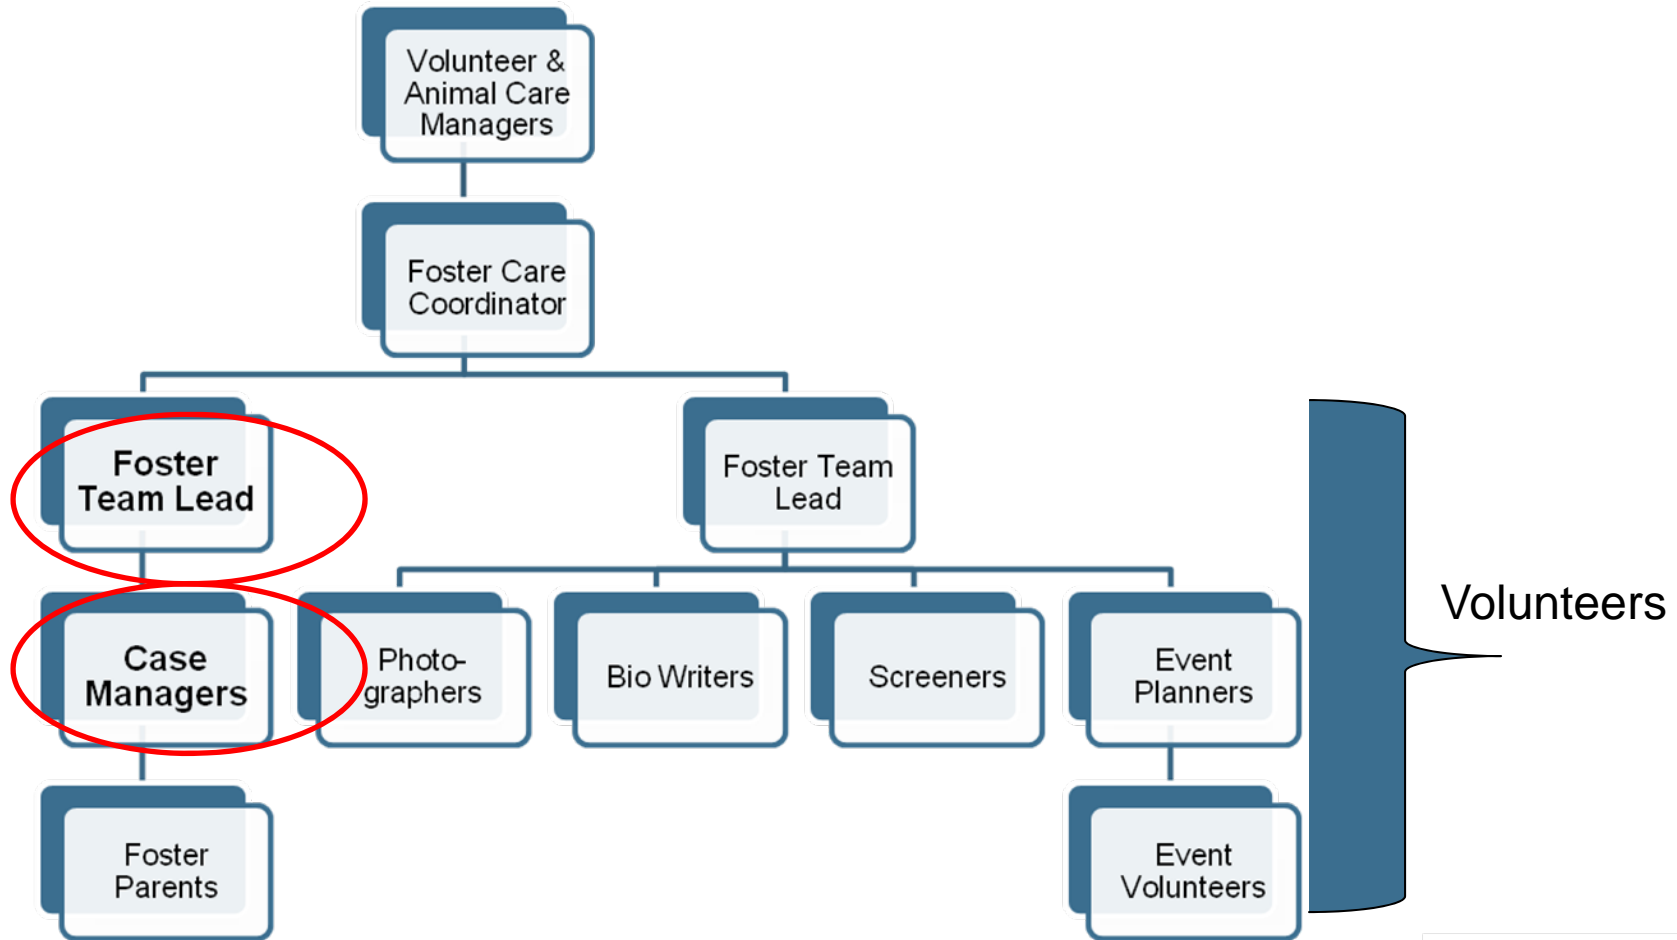 Volunteer &
Animal Care
Managers
Foster Care
Coordinator
Foster
Team Lead
Foster Team
Lead
Case
Managers
Photo-
graphers
Bio Writers
Screeners
Event
Planners
Volunteers
Foster
Parents
Event
Volunteers